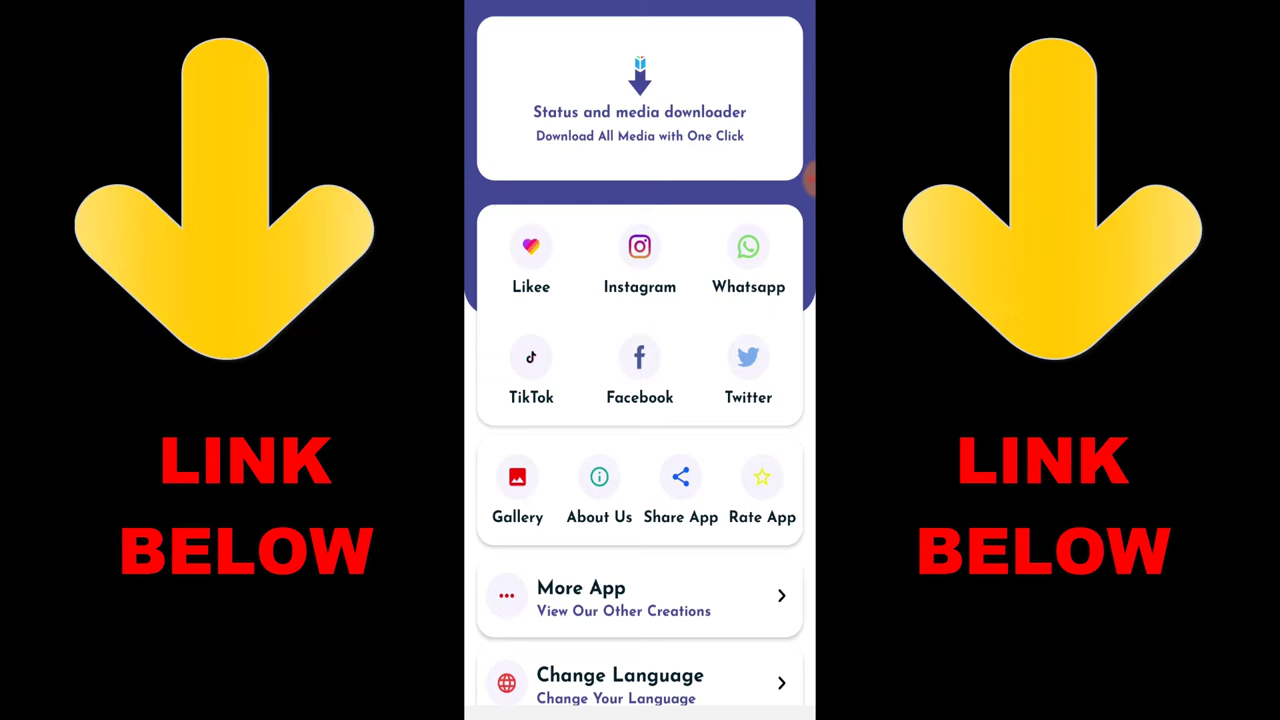 Status and media downloader
Download All Media with One Click
Likee Instagram Whatsapp
TikTok Facebook Twitter
LINK
BELOW
LINK
BELOW
Gallery About Us Share App Rate App
More App
View Our Other Creations
Change Language
Change Your Language